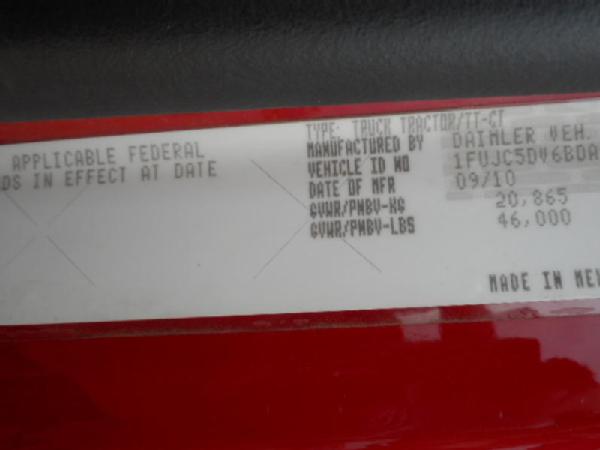 APPLICABLE FEDERAL
DS IN EFFECT AT DATE
TYPE: TRUCK TRACTOR/TT-CT
MANUFACTURED BY DAIMLER VEH.
VEHICLE ID NO 1FUJC5DV6BDA
DATE OF MFR 09/10
GVWR/PNBV-KG 20,865
GVWR/PNBV-LBS 46,000
MADE IN MEX